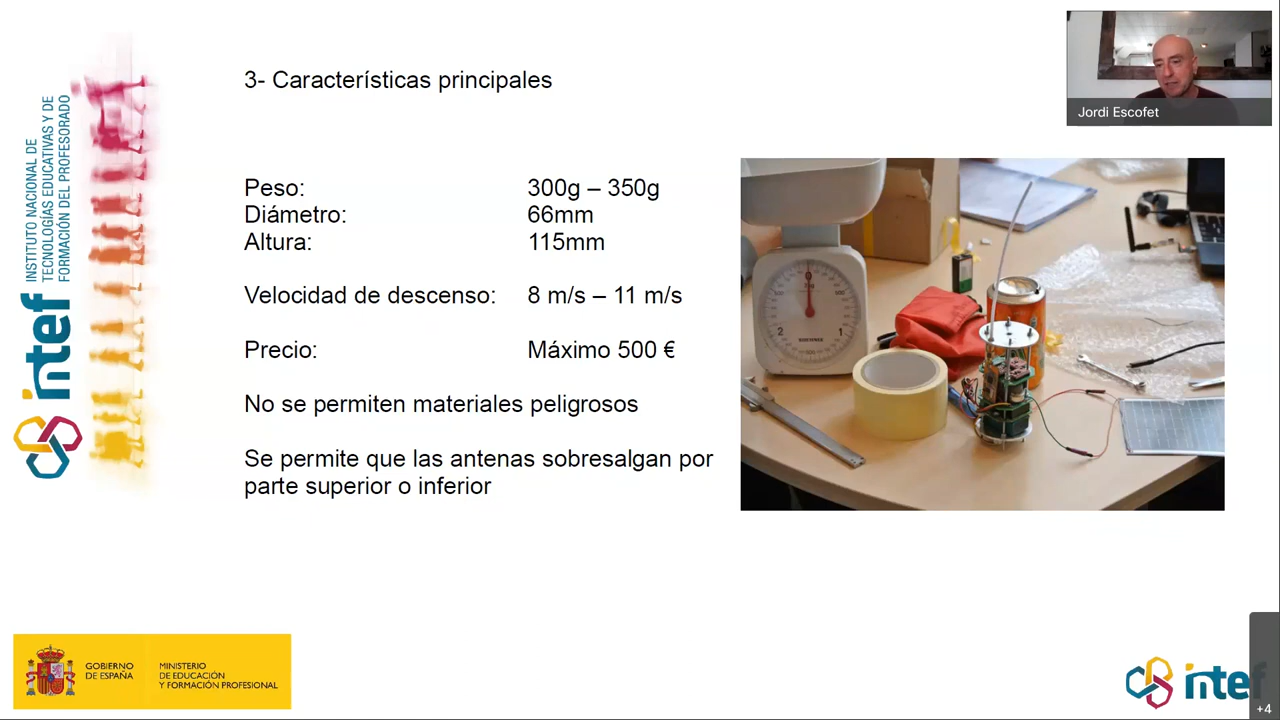 3- Características principales
Jordi Escofet
INSTITUTO NACIONAL DE
TECNOLOGÍAS EDUCATIVAS Y DE
FORMACIÓN DEL PROFESORADO
intef
Peso: 300g – 350g
Diámetro: 66mm
Altura: 115mm
Velocidad de descenso: 8 m/s – 11 m/s
Precio: Máximo 500 €
No se permiten materiales peligrosos
Se permite que las antenas sobresalgan por
parte superior o inferior
2 1
GOBIERNO
DE ESPAÑA
MINISTERIO
DE EDUCACIÓN
Y FORMACIÓN PROFESIONAL
intef
+4